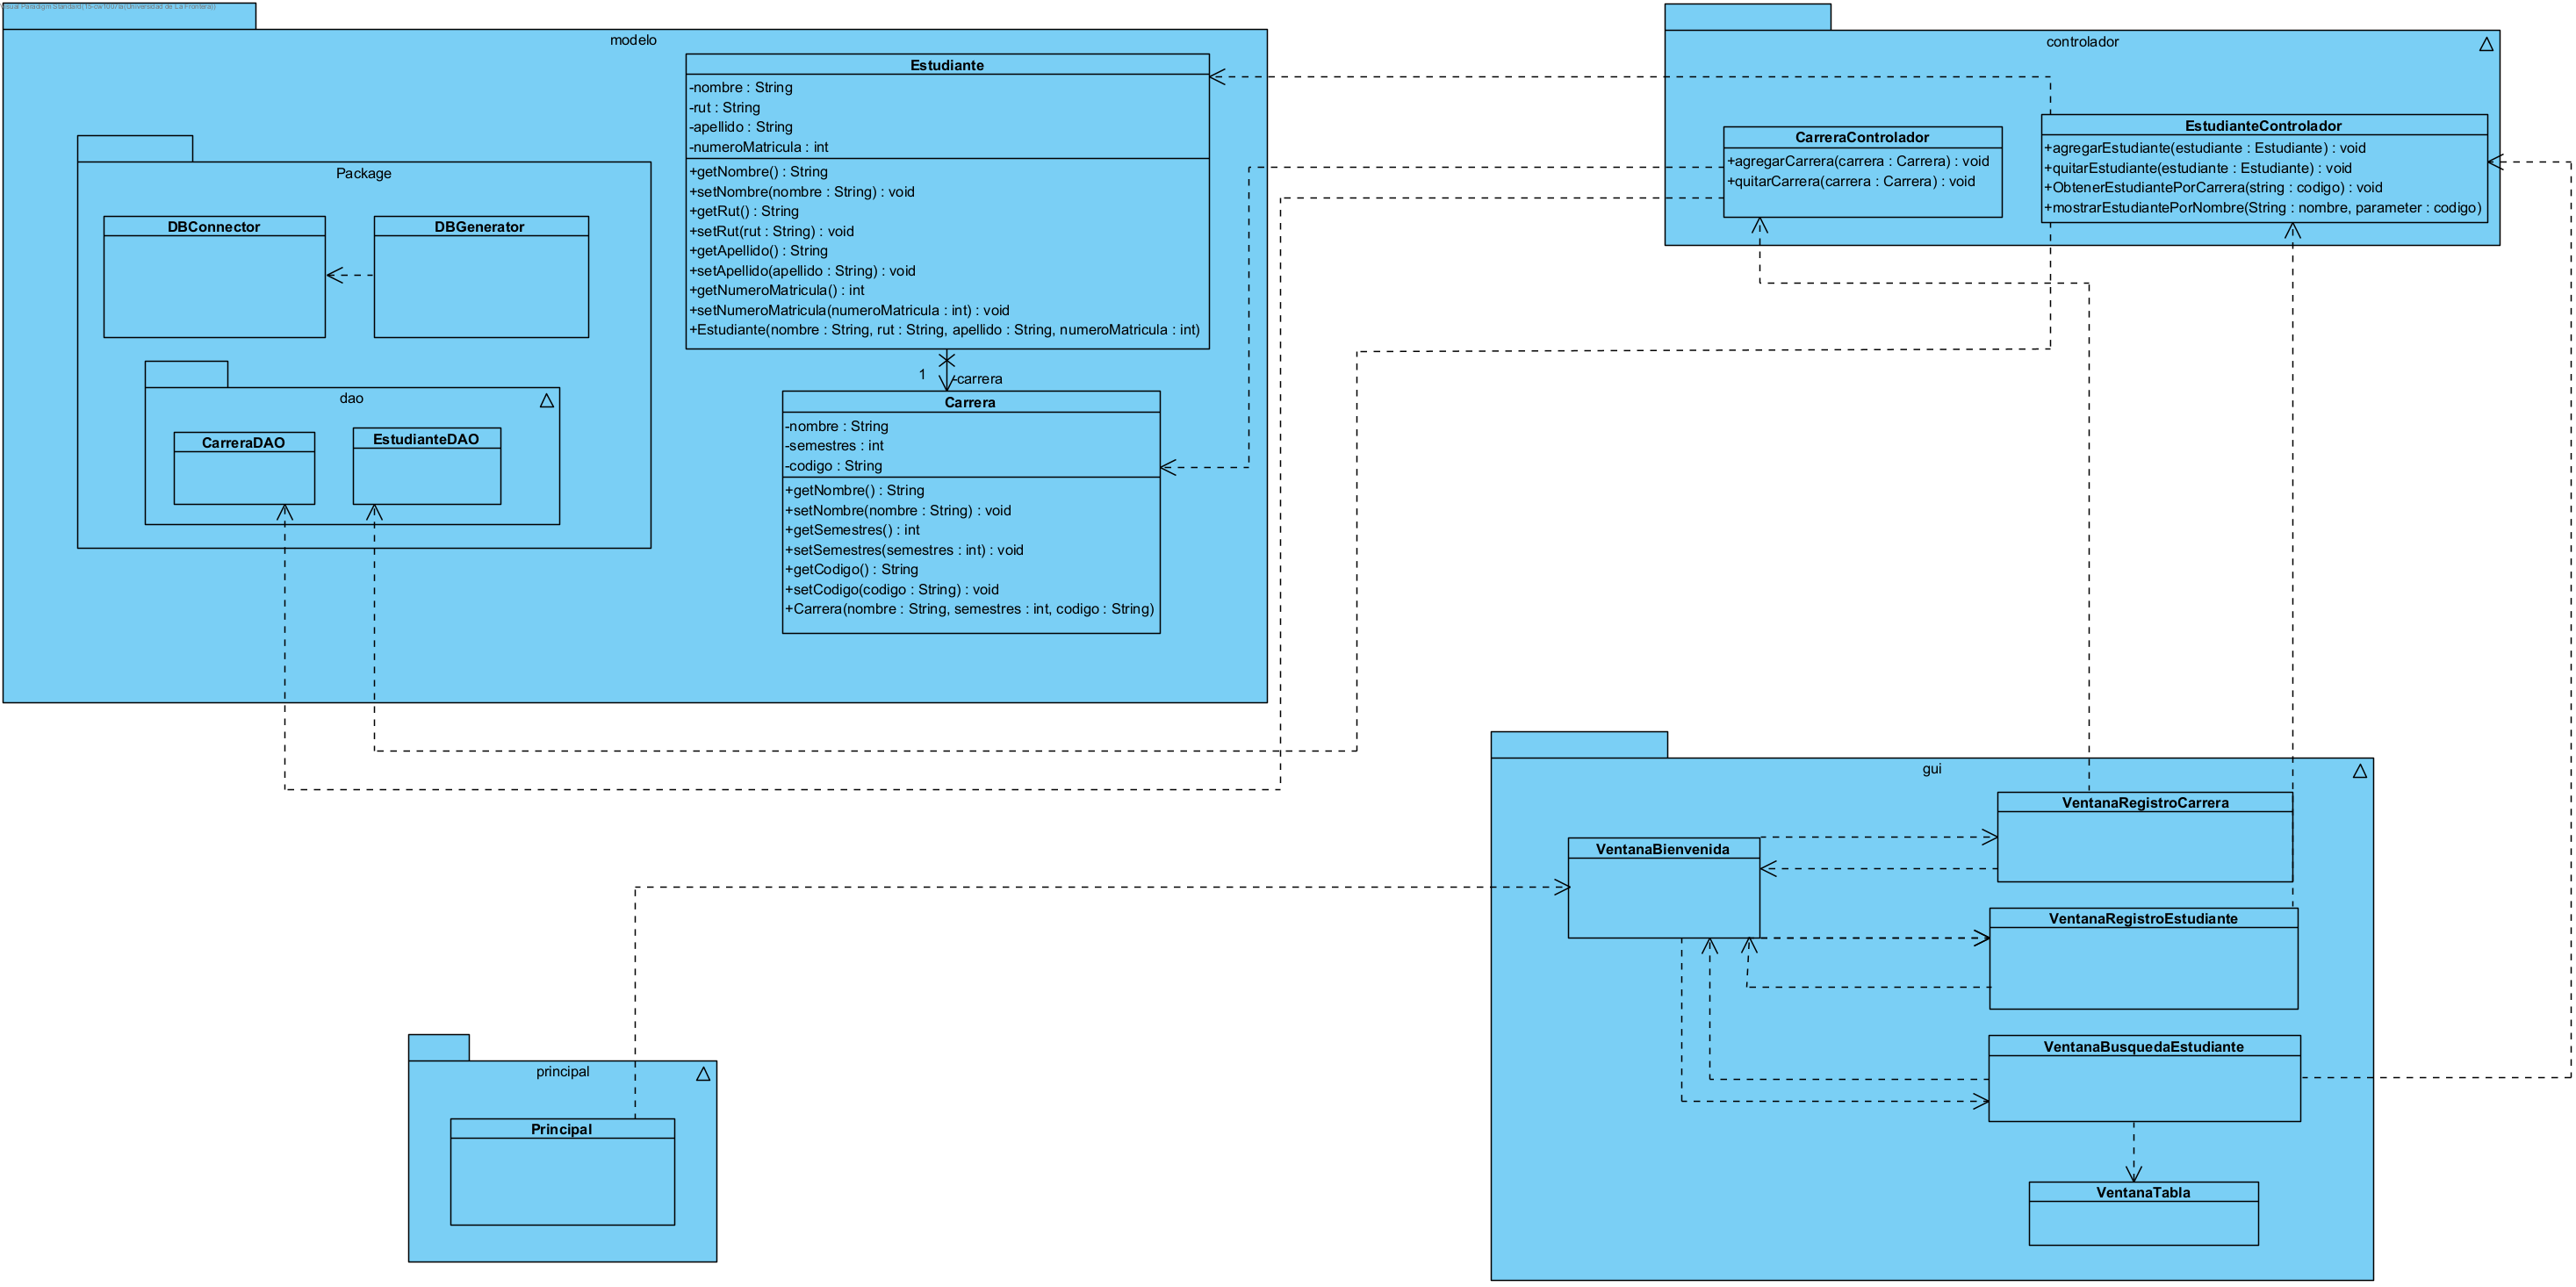 Visual Paradigm Standard(Universidad de La Frontera)
modelo
Estudiante
-nombre : String
-rut : String
-apellido : String
-numeroMatricula : int
+getNombre() : String
+setNombre(nombre : String) : void
+getRut() : String
+setRut(rut : String) : void
+getApellido() : String
+setApellido(apellido : String) : void
+getNumeroMatricula() : int
+setNumeroMatricula(numeroMatricula : int) : void
+Estudiante(nombre : String, rut : String, apellido : String, numeroMatricula : int)
1
-carrera
Carrera
-nombre : String
-semestres : int
-codigo : String
+getNombre() : String
+setNombre(nombre : String) : void
+getSemestres() : int
+setSemestres(semestres : int) : void
+getCodigo() : String
+setCodigo(codigo : String) : void
+Carrera(nombre : String, semestres : int, codigo : String)
Package
DBConnector
DBGenerator
dao
CarreraDAO
EstudianteDAO
controlador
CarreraControlador
+agregarCarrera(carrera : Carrera) : void
+quitarCarrera(carrera : Carrera) : void
EstudianteControlador
+agregarEstudiante(estudiante : Estudiante) : void
+quitarEstudiante(estudiante : Estudiante) : void
+ObtenerEstudiantePorCarrera(string : codigo) : void
+mostrarEstudiantePorNombre(String : nombre, parameter : codigo)
gui
VentanaRegistroCarrera
VentanaBienvenida
VentanaRegistroEstudiante
VentanaBusquedaEstudiante
VentanaTabla
principal
Principal